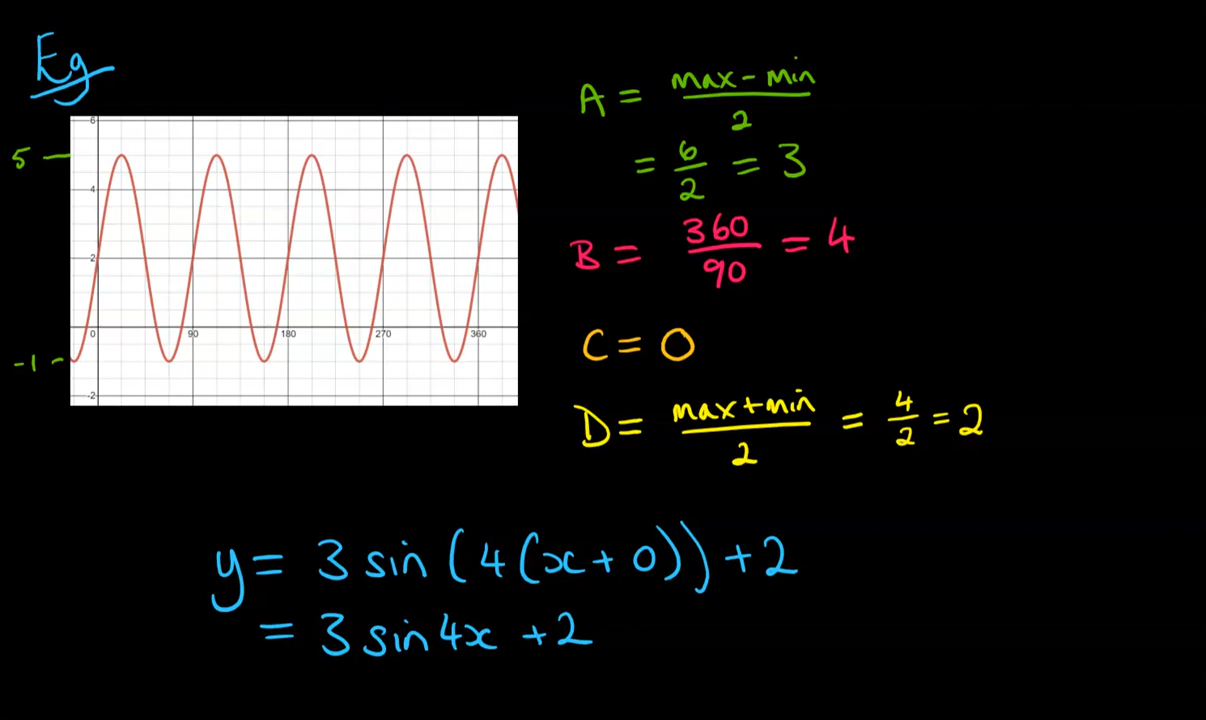 Eg
A = max - min / 2
= 6/2 = 3
B = 360/90 = 4
C = 0
D = max + min / 2 = 4/2 = 2
5
-1
6
4
2
0 90 180 270 360
-2
y = 3 sin (4(x + 0)) + 2
= 3 sin 4x + 2